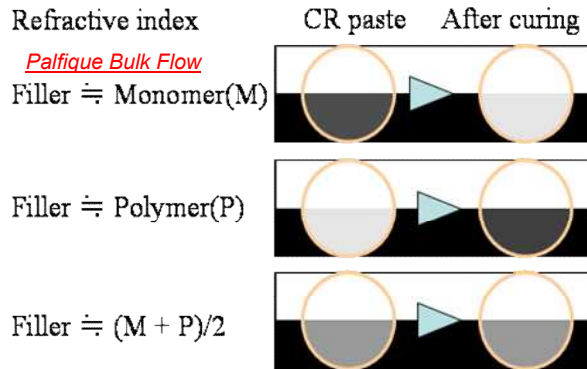 Refractive index CR paste After curing
Palfique Bulk Flow
Filler ≒ Monomer(M)
Filler ≒ Polymer(P)
Filler ≒ (M + P)/2